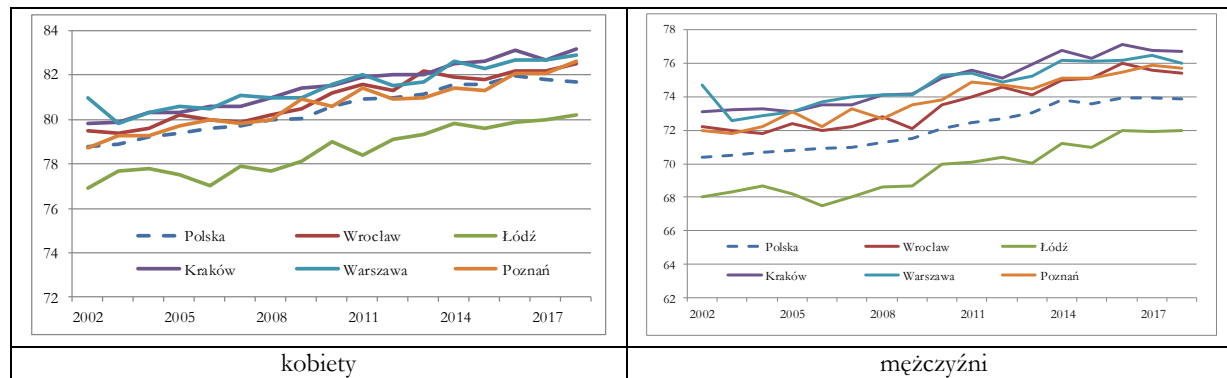 84
82
80
78
76
74
72
2002 2005 2008 2011 2014 2017
Polska Wrocław Łódź
Kraków Warszawa Poznań
78
76
74
72
70
68
66
64
62
2002 2005 2008 2011 2014 2017
Polska Wrocław Łódź
Kraków Warszawa Poznań
kobiety mężczyźni